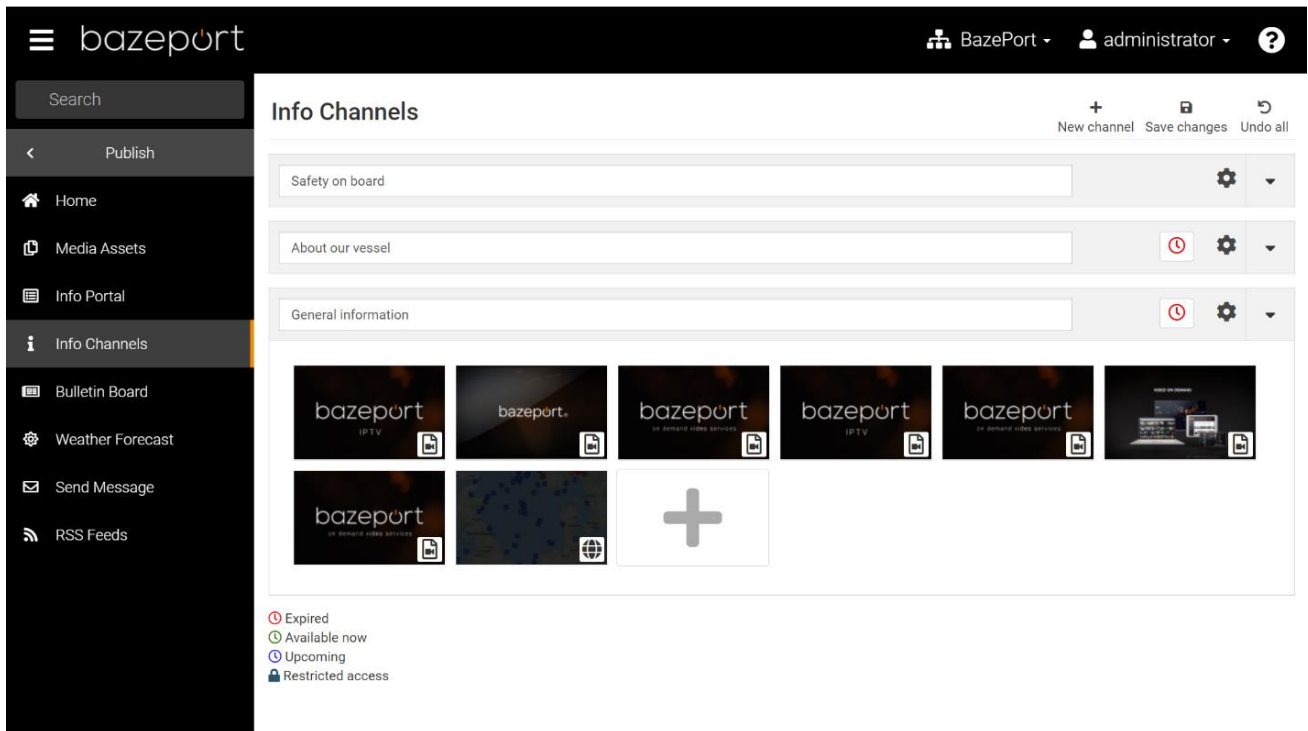 bazeport
BazePort
administrator
?
Search
Publish
Home
Media Assets
Info Portal
Info Channels
Bulletin Board
Weather Forecast
Send Message
RSS Feeds
Info Channels
New channel Save changes Undo all
Safety on board
About our vessel
General information
bazeport
IPTV
bazeport.
bazeport
on demand video services
bazeport
IPTV
bazeport
on demand video services
VIDEO ON DEMAND
bazeport
on demand video services
Expired
Available now
Upcoming
Restricted access